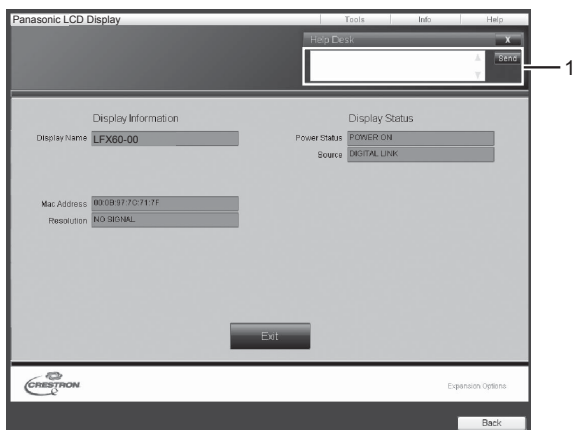 Panasonic LCD Display Tools Info Help
Help Desk X
Send
1
Display Information Display Status
Display Name LFX60-00 Power Status POWER ON
Source DIGITAL LINK
Mac Address 00:0B:97:7C:71:7F
Resolution NO SIGNAL
Exit
CRESTRON Expansion Options
Back